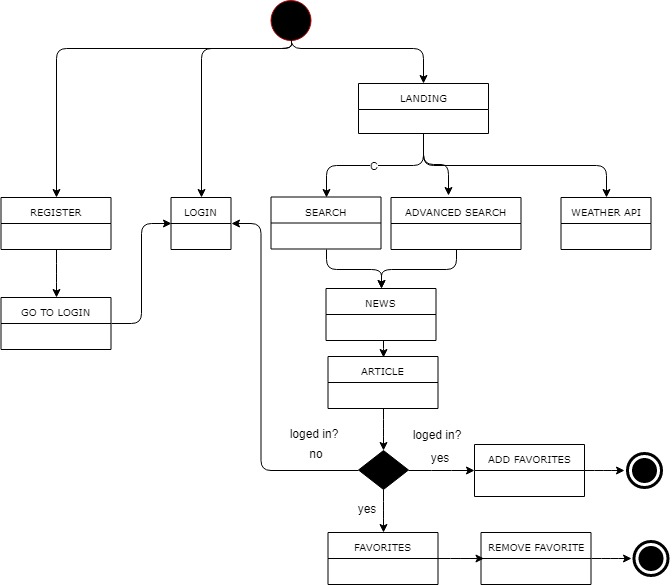 LANDING
C
REGISTER
LOGIN
SEARCH
ADVANCED SEARCH
WEATHER API
GO TO LOGIN
NEWS
ARTICLE
loged in?
no
loged in?
yes
ADD FAVORITES
yes
FAVORITES
REMOVE FAVORITE